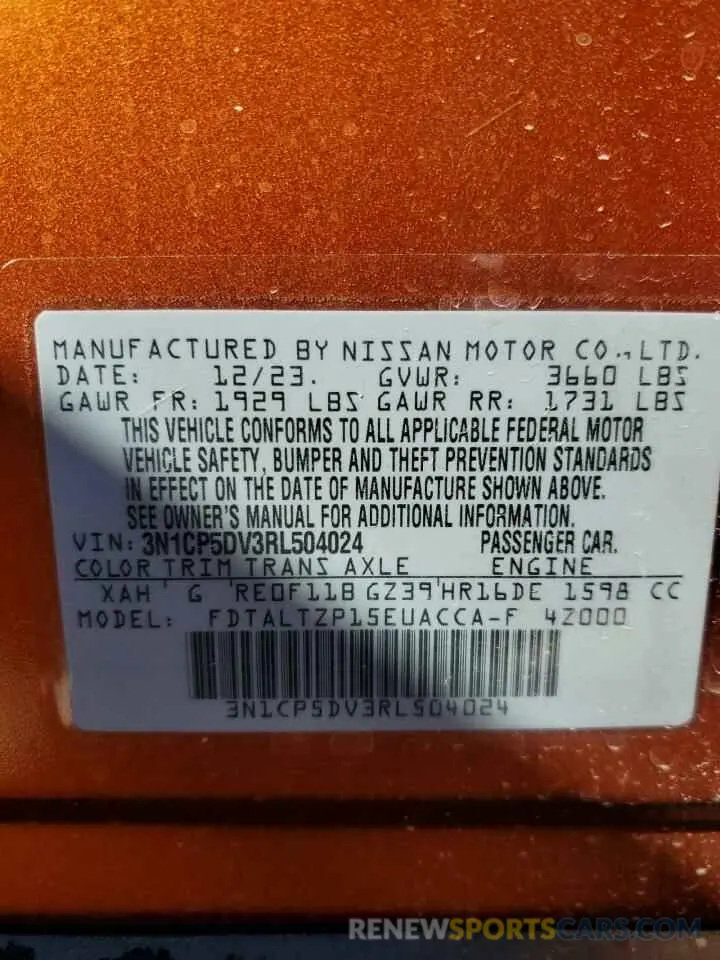 MANUFACTURED BY NISSAN MOTOR CO., LTD.
DATE: 12/23. GVWR: 3660 LBS
GAWR FR: 1929 LBS GAWR RR: 1731 LBS
THIS VEHICLE CONFORMS TO ALL APPLICABLE FEDERAL MOTOR
VEHICLE SAFETY, BUMPER AND THEFT PREVENTION STANDARDS
IN EFFECT ON THE DATE OF MANUFACTURE SHOWN ABOVE.
SEE OWNER'S MANUAL FOR ADDITIONAL INFORMATION.
VIN: 3N1CP5DV3RL504024 PASSENGER CAR.
COLOR TRIM TRANS AXLE ENGINE
XAH G RE0F11B GZ39 HR16DE 1598 CC
MODEL: FDTALTZP15EUACCA-F 4Z000
3N1CP5DV3RL504024
RENEWSPORTSCARS.COM